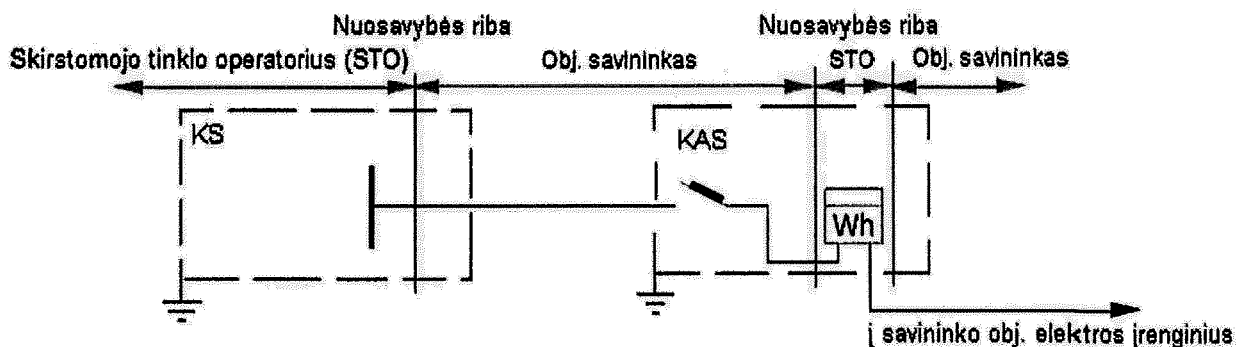 Nuosavybės riba
Nuosavybės riba
Skirstomojo tinklo operatorius (STO)
Obj. savininkas
STO
Obj. savininkas
KS
KAS
Wh
į savininko obj. elektros įrenginius